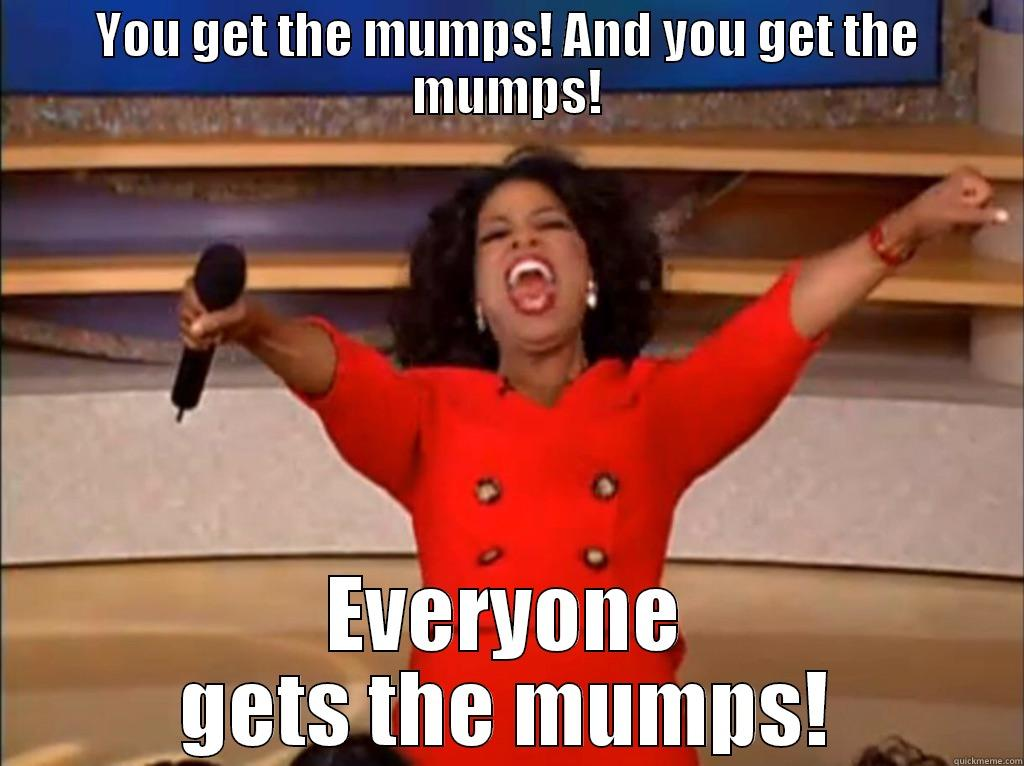 You get the mumps! And you get the
mumps!
Everyone
gets the mumps!
quickmeme.com